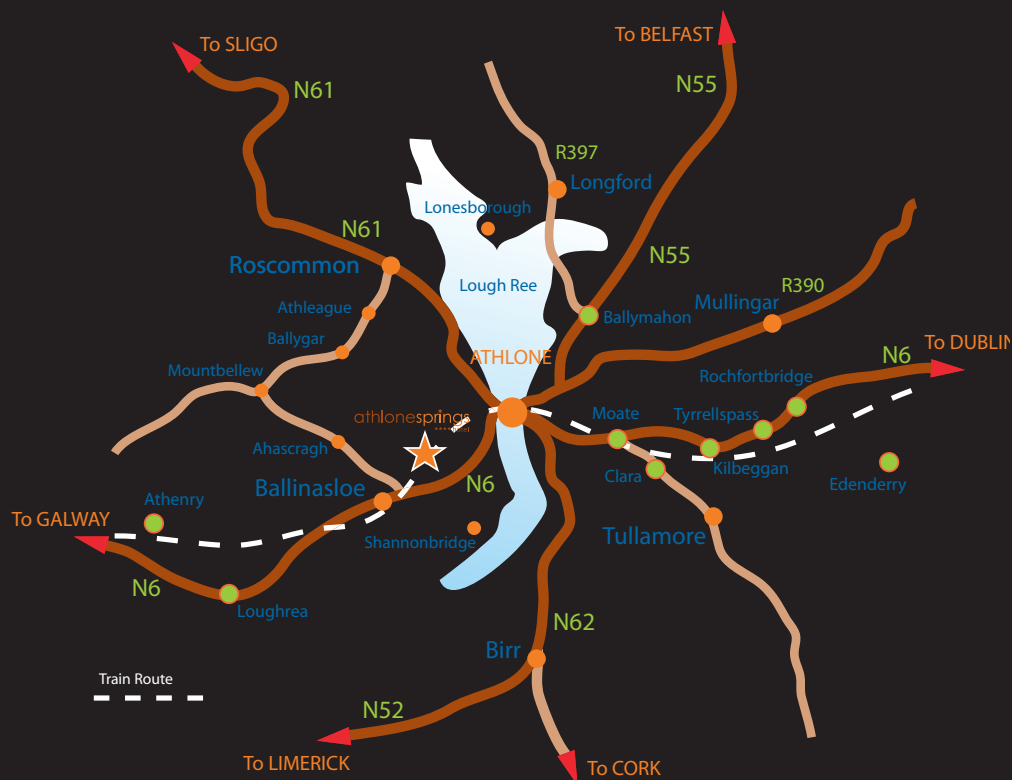 To SLIGO
To BELFAST
N61
N55
R397
Longford
Lonesborough
N61
N55
Roscommon
Lough Ree
R390
Athleague
Mullingar
Ballymahon
Ballygar
To DUBLIN
ATHLONE
N6
Mountbellew
Rochfortbridge
athlonesprings
Moate
Tyrrellspass
Ahascragh
Clara
Kilbeggan
Ballinasloe
N6
Edenderry
Athenry
To GALWAY
Shannonbridge
Tullamore
N6
Loughrea
N62
Birr
Train Route
N52
To LIMERICK
To CORK